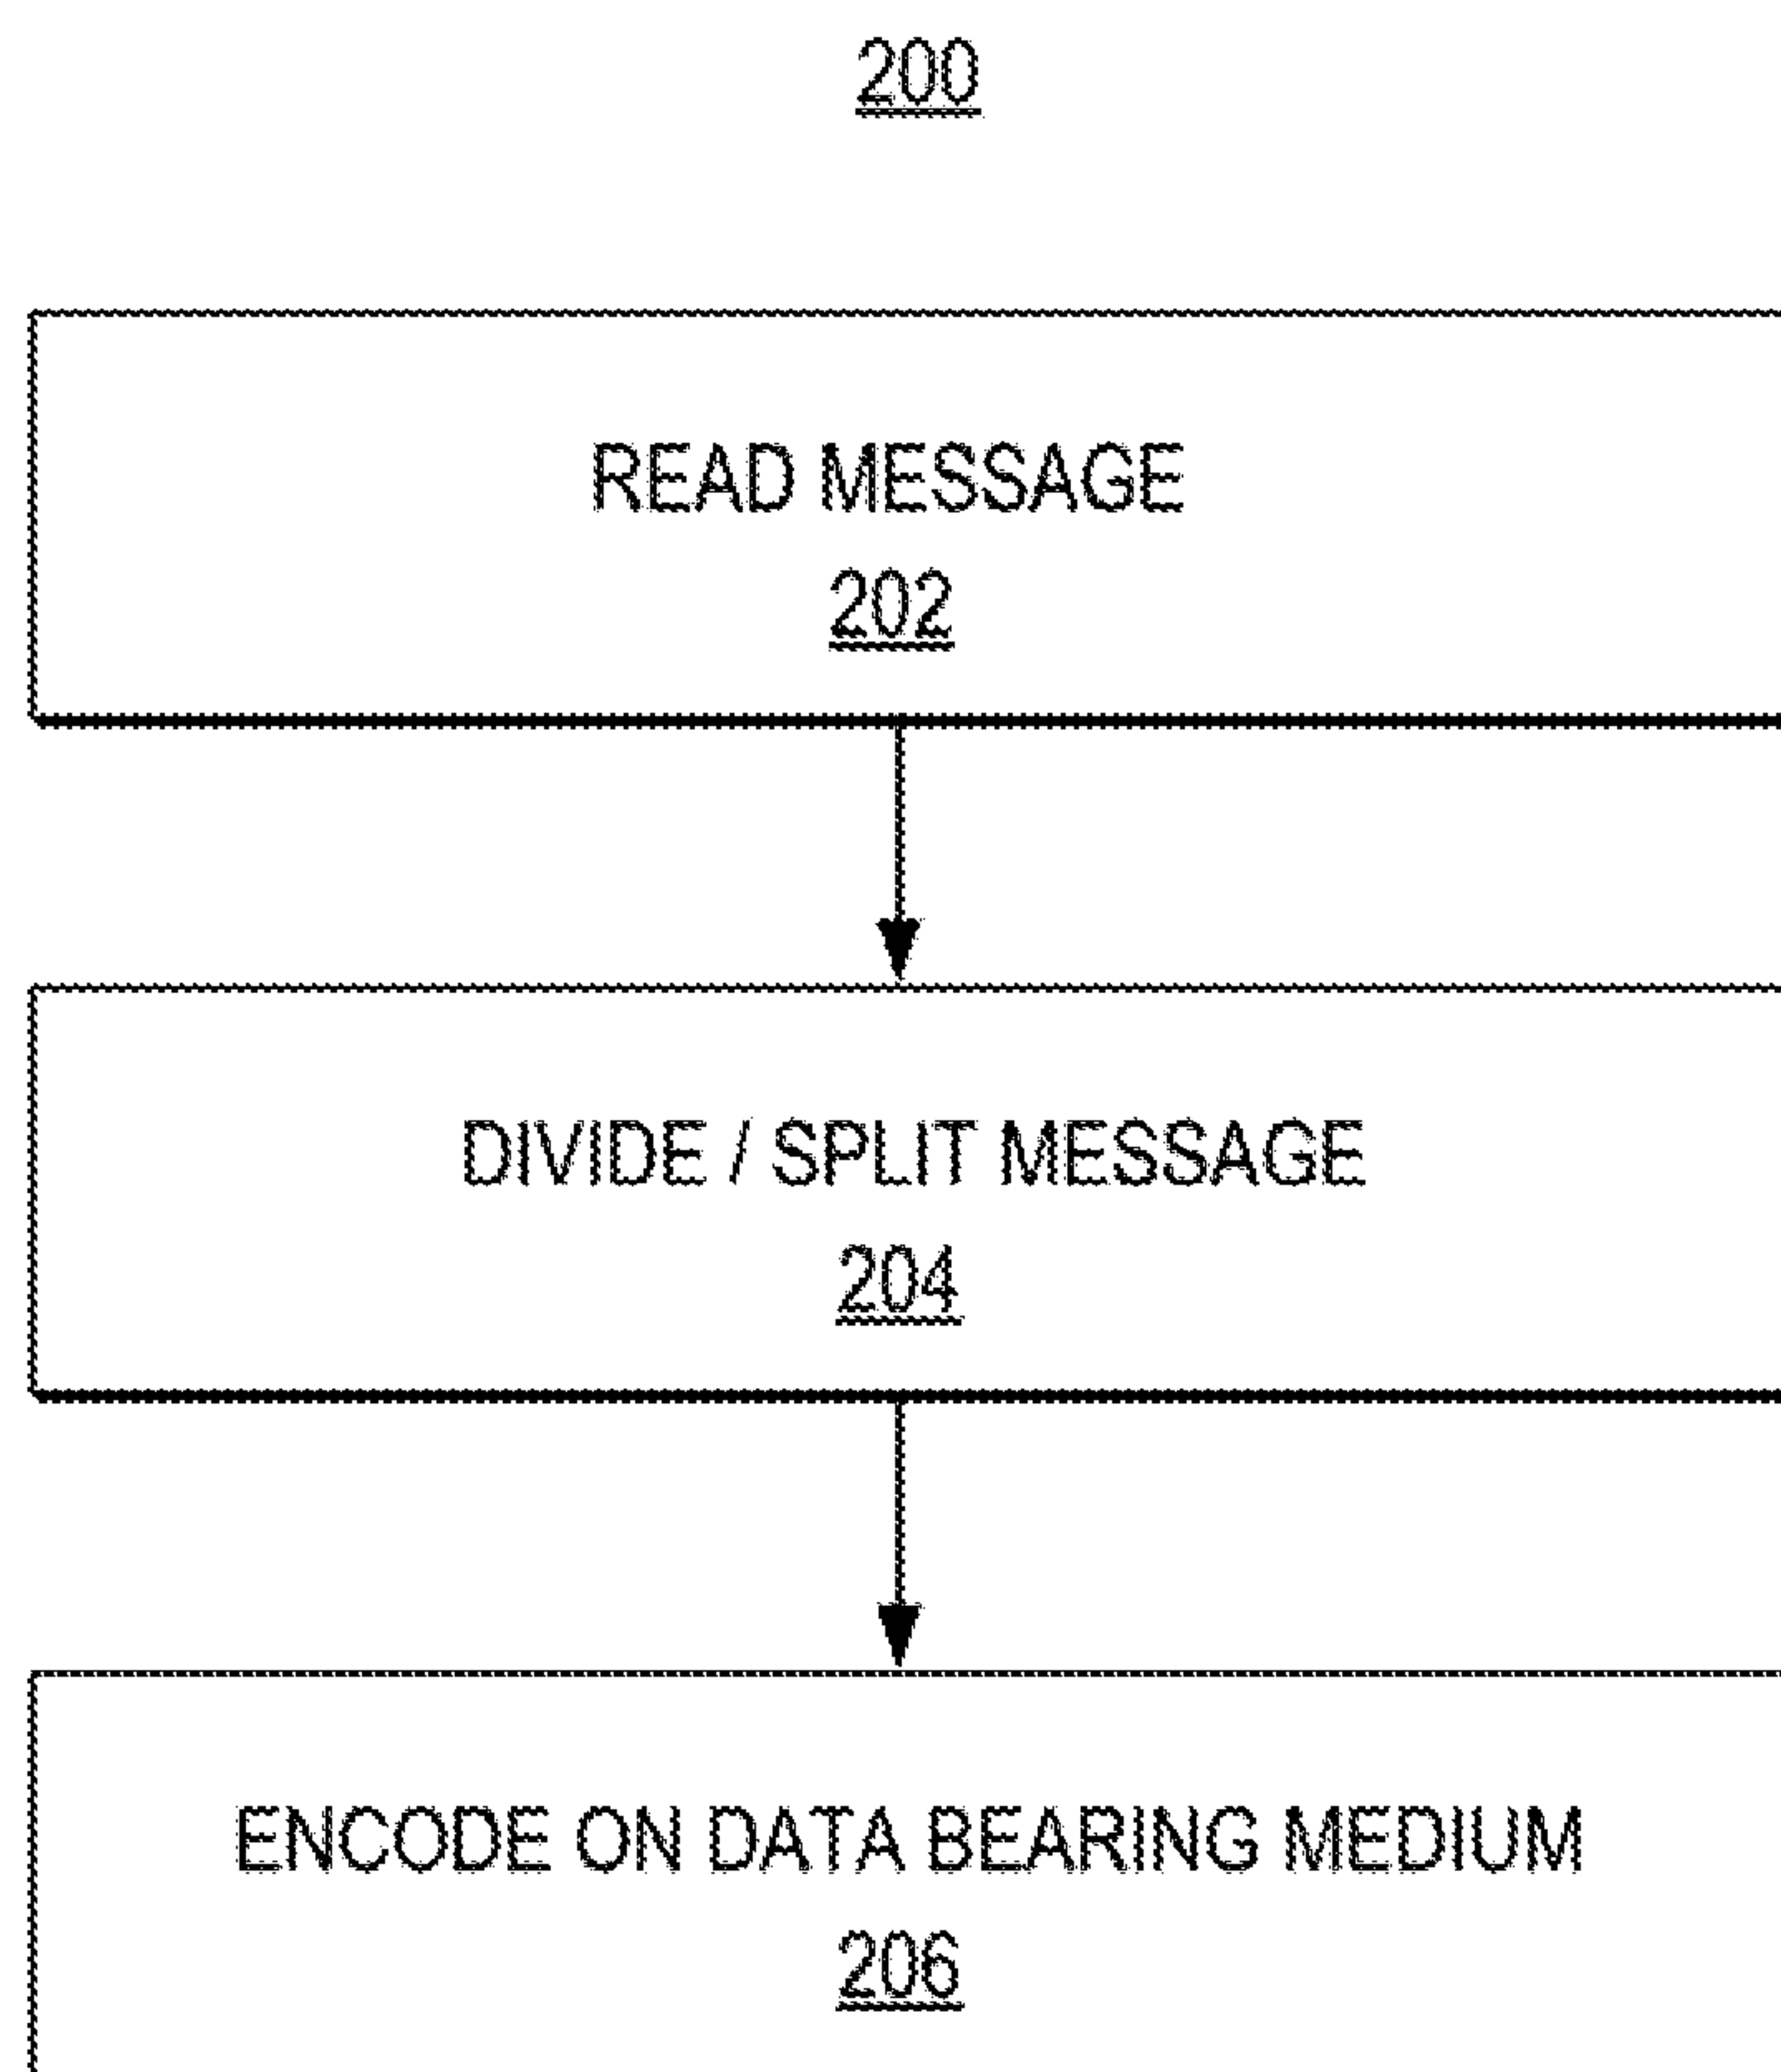 200
READ MESSAGE
202
DIVIDE / SPLIT MESSAGE
204
ENCODE ON DATA BEARING MEDIUM
206